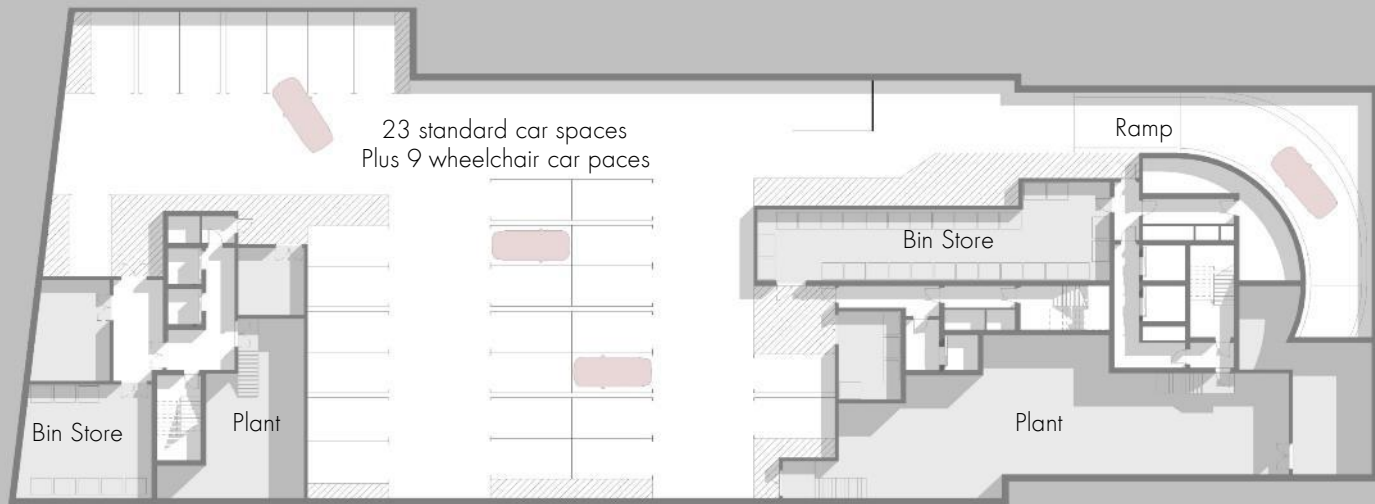 23 standard car spaces
Plus 9 wheelchair car paces
Ramp
Bin Store
Bin Store
Plant
Plant